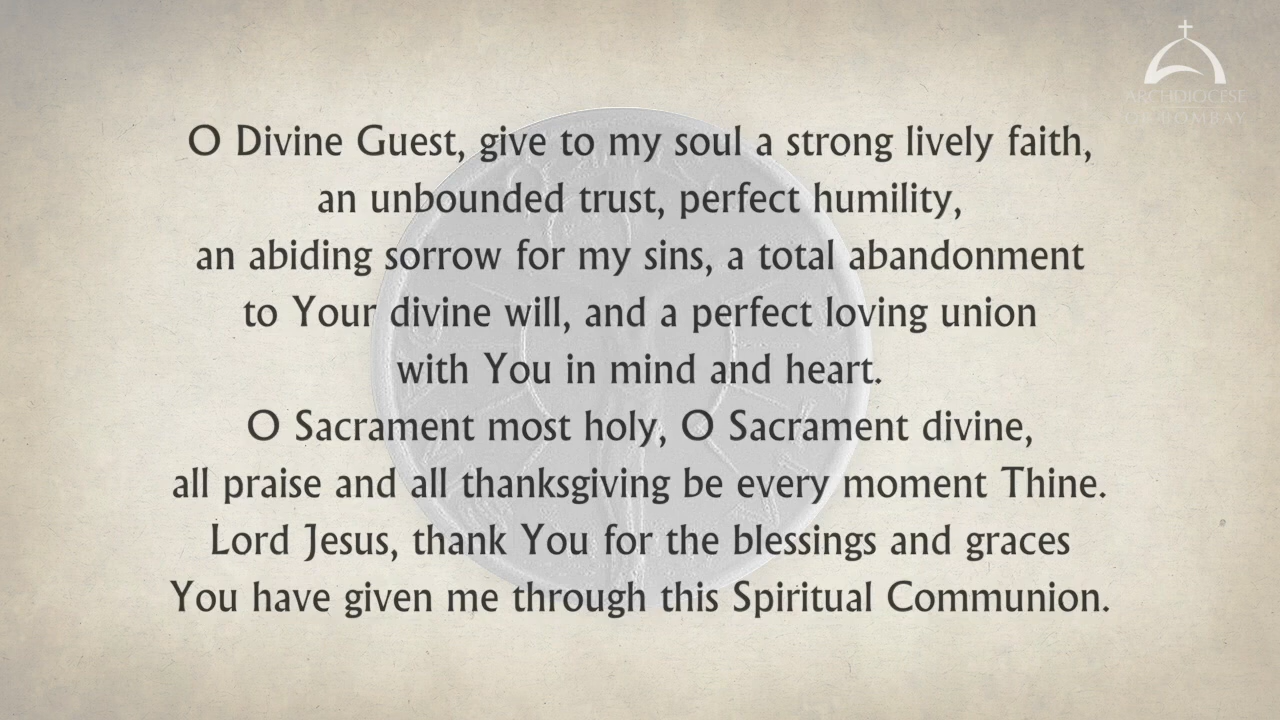 ARCHDIOCESE
OF BOMBAY
O Divine Guest, give to my soul a strong lively faith,
an unbounded trust, perfect humility,
an abiding sorrow for my sins, a total abandonment
to Your divine will, and a perfect loving union
with You in mind and heart.
O Sacrament most holy, O Sacrament divine,
all praise and all thanksgiving be every moment Thine.
Lord Jesus, thank You for the blessings and graces
You have given me through this Spiritual Communion.